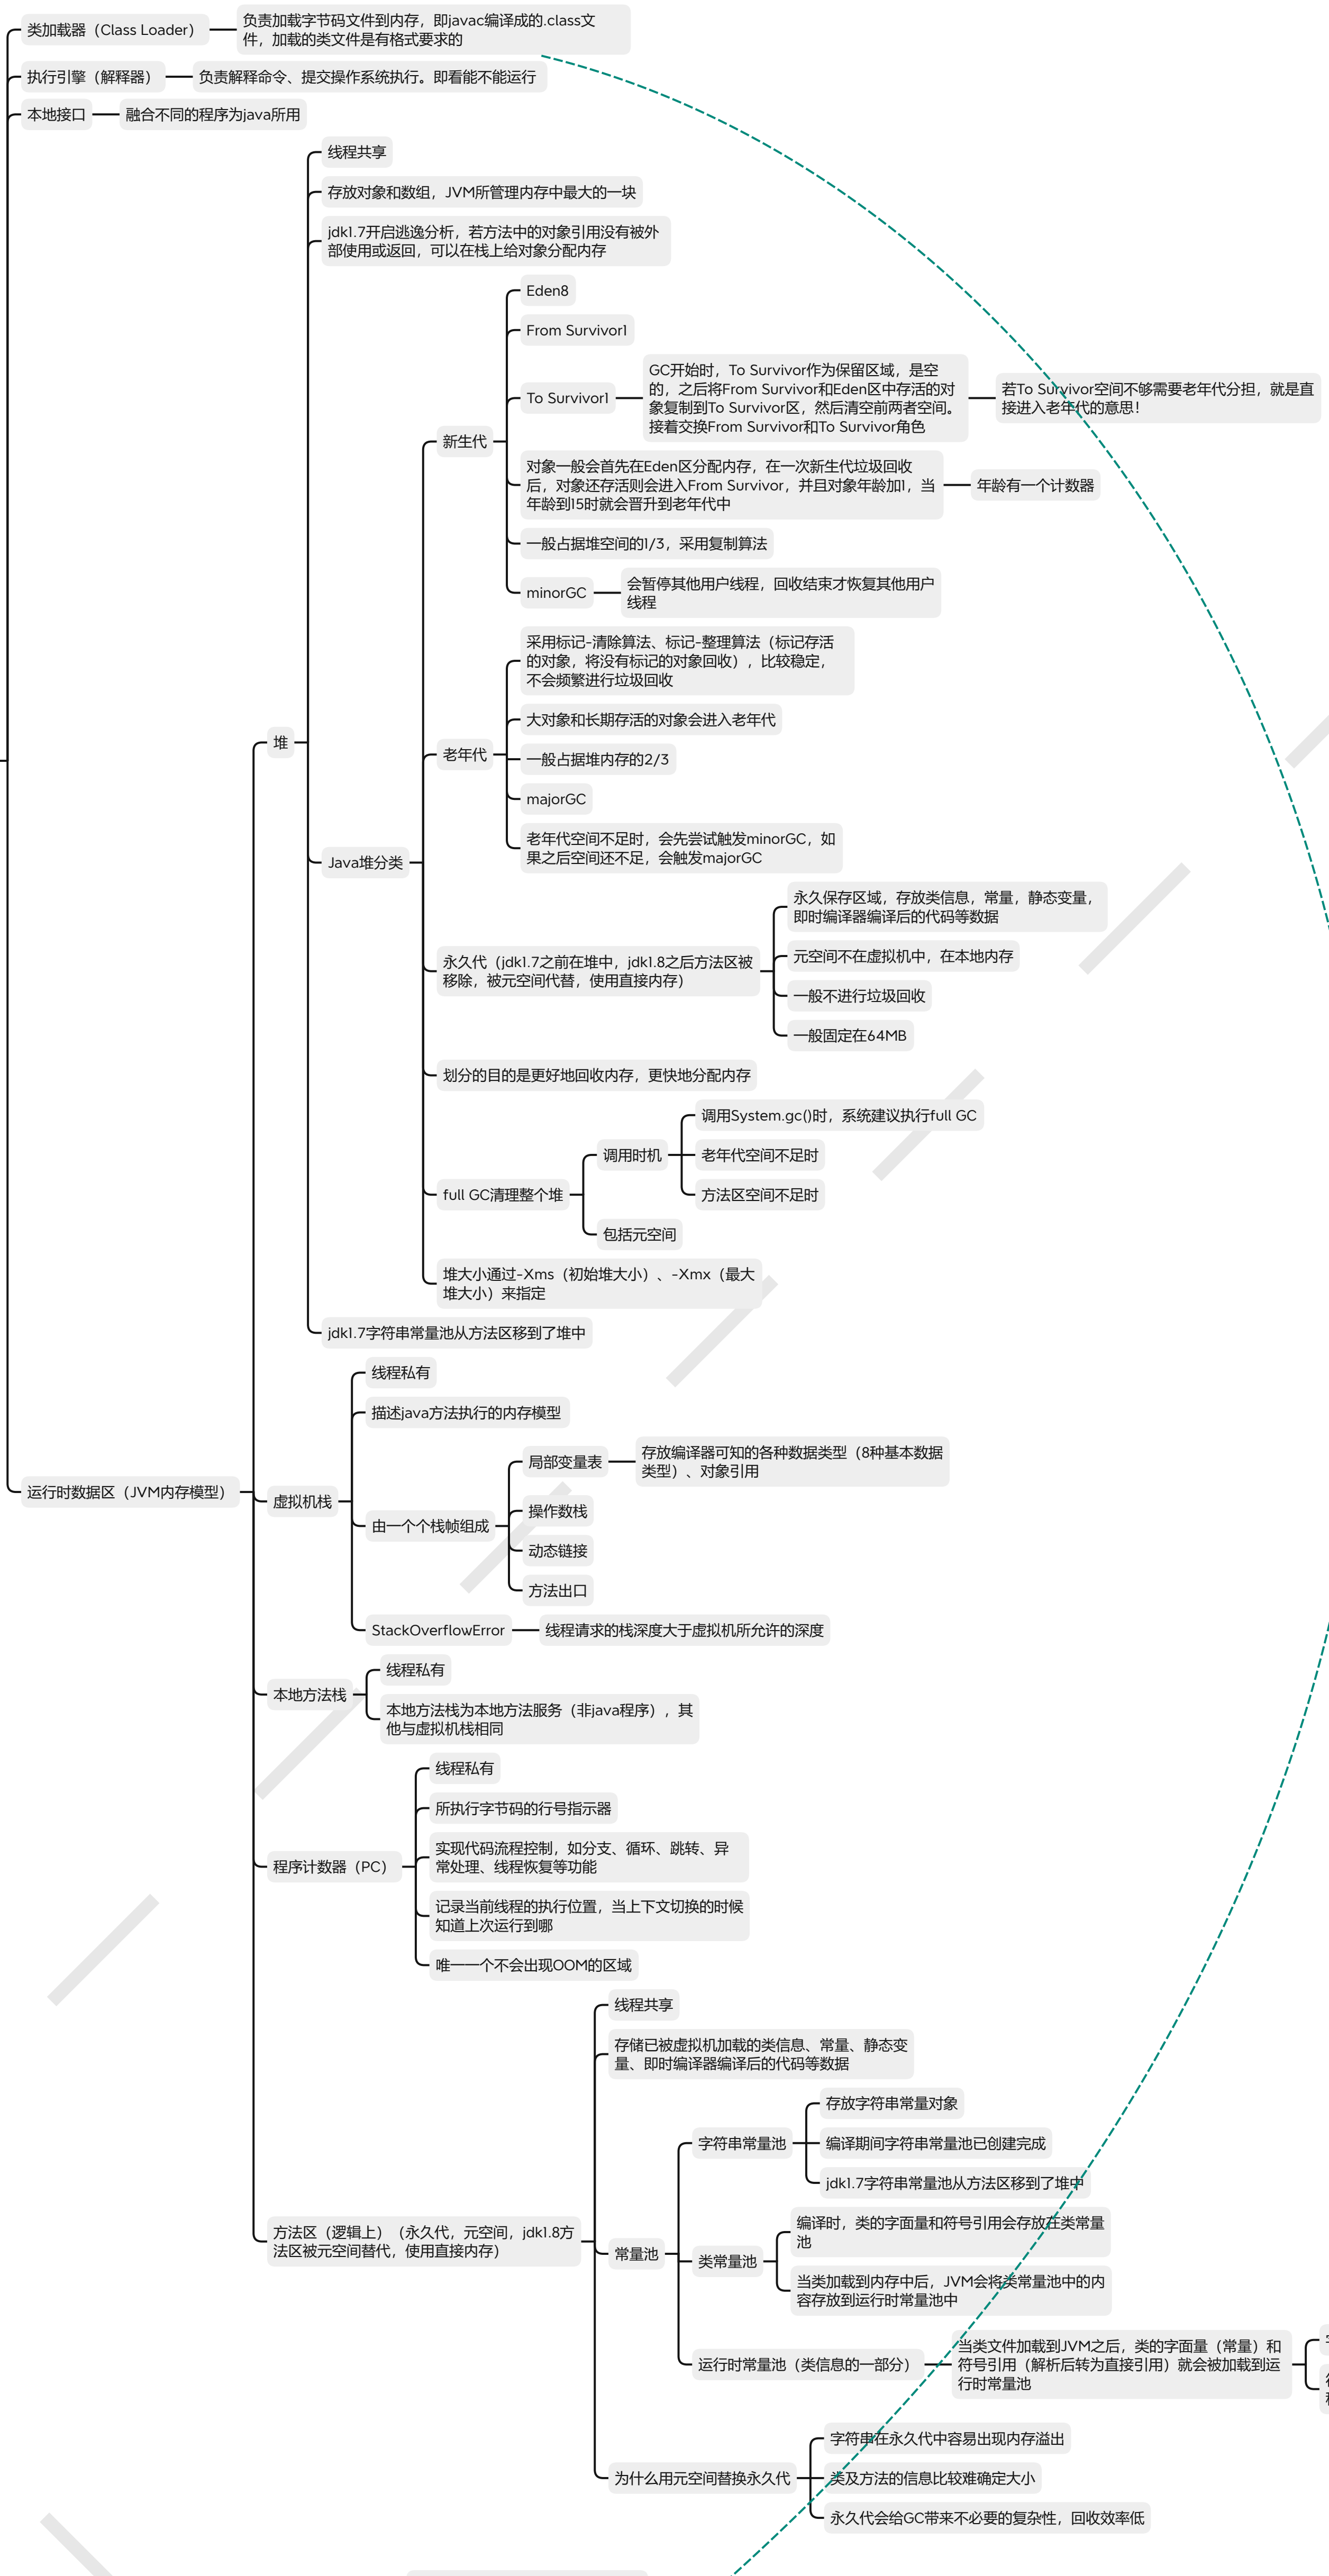 类加载器（Class Loader）
负责加载字节码文件到内存，即javac编译成的.class文
件，加载的类文件是有格式要求的
执行引擎（解释器）
负责解释命令、提交操作系统执行。即看能不能运行
本地接口
融合不同的程序为java所用
运行时数据区（JVM内存模型）
堆
线程共享
存放对象和数组，JVM所管理内存中最大的一块
jdk1.7开启逃逸分析，若方法中的对象引用没有被外
部使用或返回，可以在栈上给对象分配内存
Java堆分类
新生代
Eden8
From Survivor1
To Survivor1
GC开始时，To Survivor作为保留区域，是空
的，之后将From Survivor和Eden区中存活的对
象复制到To Survivor区，然后清空前两者空间。
接着交换From Survivor和To Survivor角色
若To Survivor空间不够需要老年代分担，就是直
接进入老年代的意思！
对象一般会首先在Eden区分配内存，在一次新生代垃圾回收
后，对象还存活则会进入From Survivor，并且对象年龄加1，当
年龄到15时就会晋升到老年代中
年龄有一个计数器
一般占据堆空间的1/3，采用复制算法
minorGC
会暂停其他用户线程，回收结束才恢复其他用户
线程
老年代
采用标记-清除算法、标记-整理算法（标记存活
的对象，将没有标记的对象回收），比较稳定，
不会频繁进行垃圾回收
大对象和长期存活的对象会进入老年代
一般占据堆内存的2/3
majorGC
老年代空间不足时，会先尝试触发minorGC，如
果之后空间还不足，会触发majorGC
永久代（jdk1.7之前在堆中，jdk1.8之后方法区被
移除，被元空间代替，使用直接内存）
永久保存区域，存放类信息，常量，静态变量，
即时编译器编译后的代码等数据
元空间不在虚拟机中，在本地内存
一般不进行垃圾回收
一般固定在64MB
划分的目的是更好地回收内存，更快地分配内存
full GC清理整个堆
调用时机
调用System.gc()时，系统建议执行full GC
老年代空间不足时
方法区空间不足时
包括元空间
堆大小通过-Xms（初始堆大小）、-Xmx（最大
堆大小）来指定
jdk1.7字符串常量池从方法区移到了堆中
虚拟机栈
线程私有
描述java方法执行的内存模型
由一个个栈帧组成
局部变量表
存放编译器可知的各种数据类型（8种基本数据
类型）、对象引用
操作数栈
动态链接
方法出口
StackOverflowError
线程请求的栈深度大于虚拟机所允许的深度
本地方法栈
线程私有
本地方法栈为本地方法服务（非java程序），其
他与虚拟机栈相同
程序计数器（PC）
线程私有
所执行字节码的行号指示器
实现代码流程控制，如分支、循环、跳转、异
常处理、线程恢复等功能
记录当前线程的执行位置，当上下文切换的时候
知道上次运行到哪
唯一一个不会出现OOM的区域
方法区（逻辑上）（永久代，元空间，jdk1.8方
法区被元空间替代，使用直接内存）
线程共享
存储已被虚拟机加载的类信息、常量、静态变
量、即时编译器编译后的代码等数据
常量池
字符串常量池
存放字符串常量对象
编译期间字符串常量池已创建完成
jdk1.7字符串常量池从方法区移到了堆中
类常量池
编译时，类的字面量和符号引用会存放在类常量
池
当类加载到内存中后，JVM会将类常量池中的内
容存放到运行时常量池中
运行时常量池（类信息的一部分）
当类文件加载到JVM之后，类的字面量（常量）和
符号引用（解析后转为直接引用）就会被加载到运
行时常量池
为什么用元空间替换永久代
字符串在永久代中容易出现内存溢出
类及方法的信息比较难确定大小
永久代会给GC带来不必要的复杂性，回收效率低